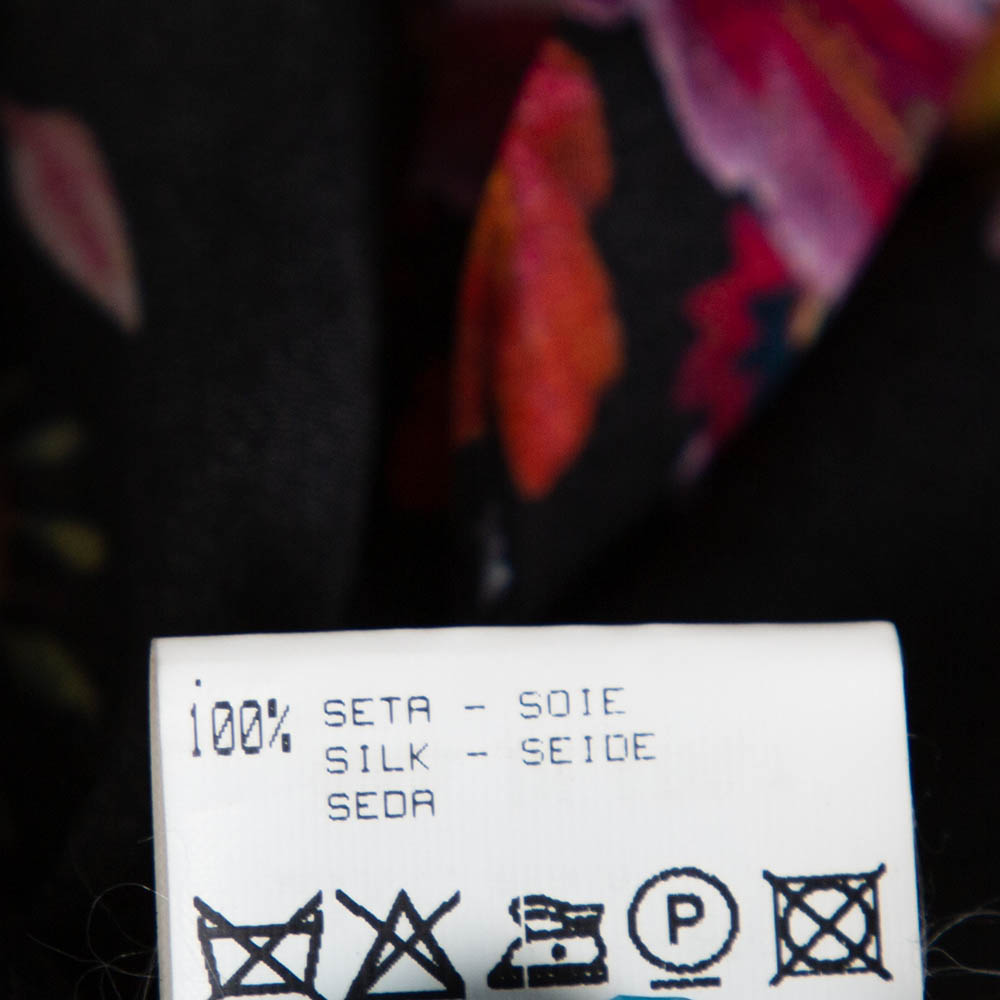 100% SETA - SOIE
SILK - SEIDE
SEDA
P